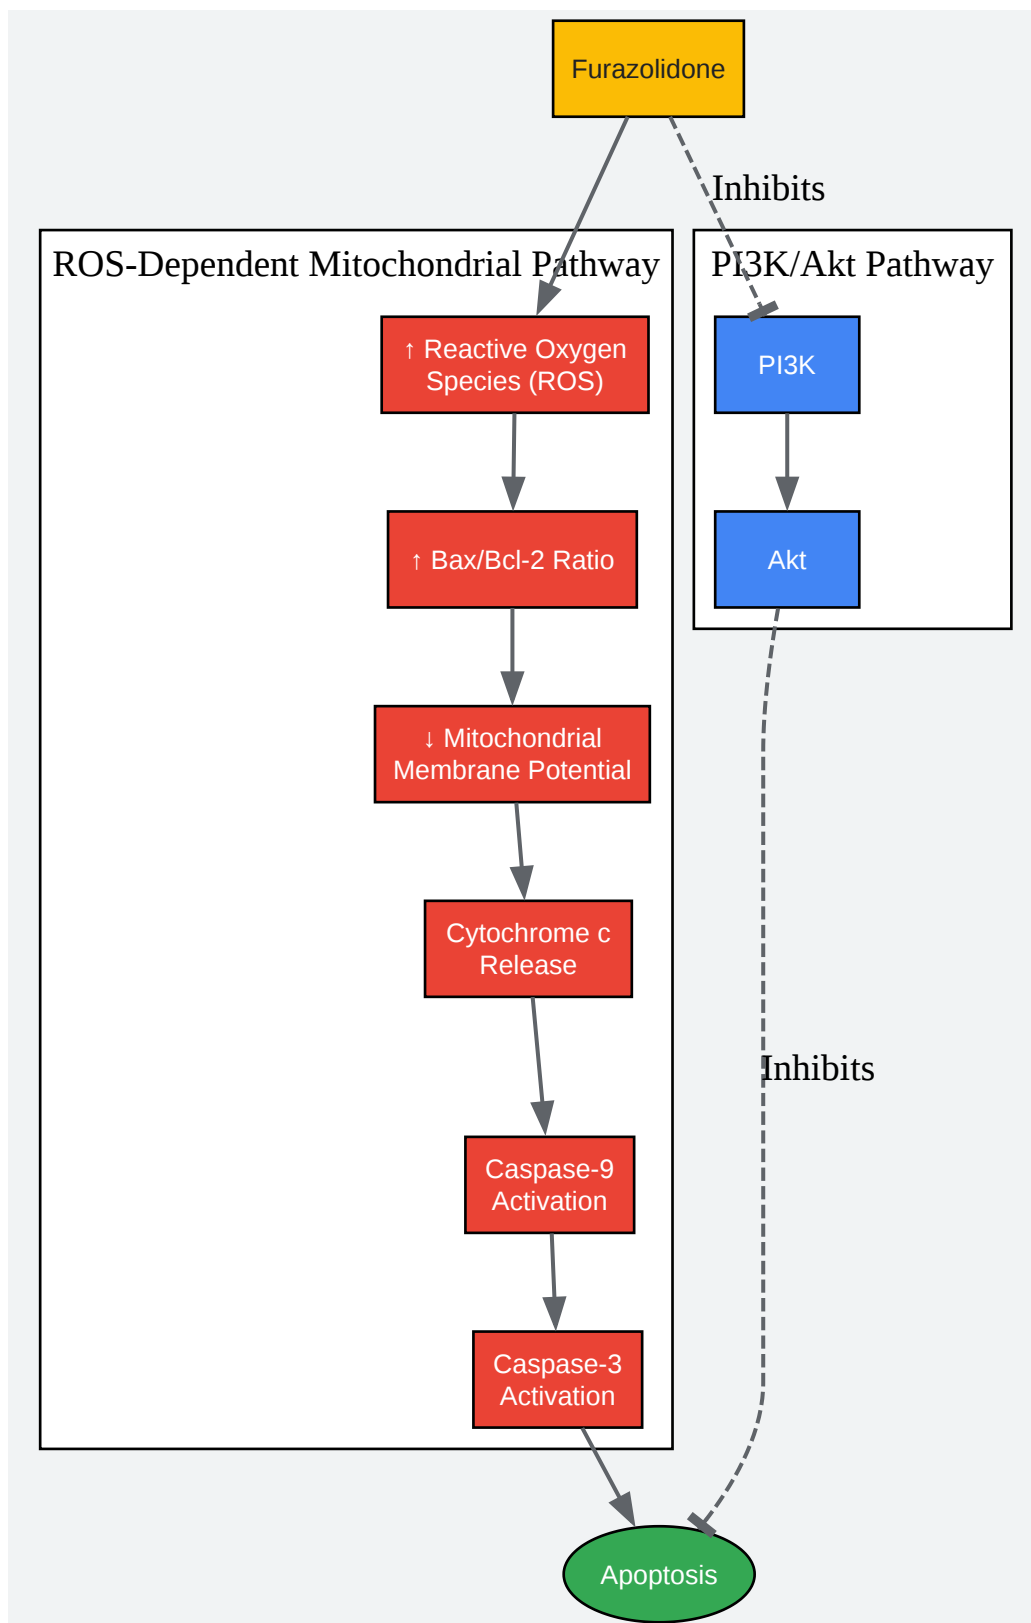 Furazolidone
Inhibits
ROS-Dependent Mitochondrial Pathway
PI3K/Akt Pathway
↑ Reactive Oxygen
Species (ROS)
PI3K
↑ Bax/Bcl-2 Ratio
Akt
↓ Mitochondrial
Membrane Potential
Cytochrome c
Release
Inhibits
Caspase-9
Activation
Caspase-3
Activation
Apoptosis